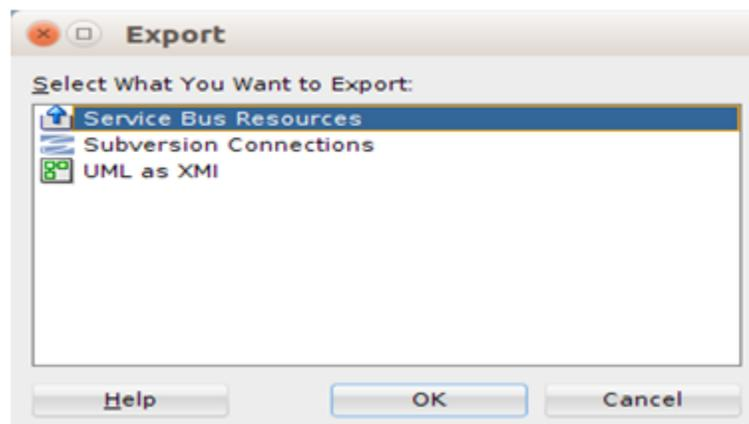 Export
Select What You Want to Export:
Service Bus Resources
Subversion Connections
UML as XMI
Help OK Cancel